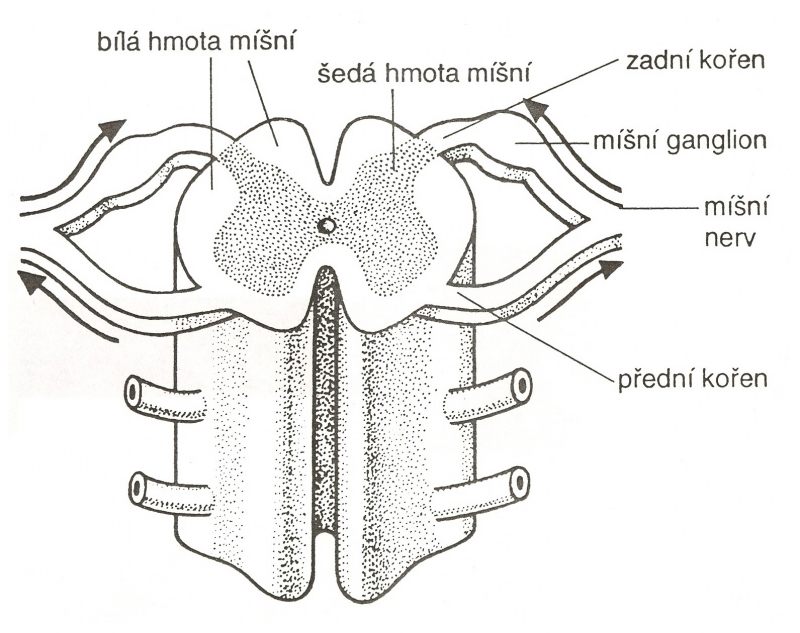 bílá hmota míšní
šedá hmota míšní
zadní kořen
míšní ganglion
míšní
nerv
přední kořen